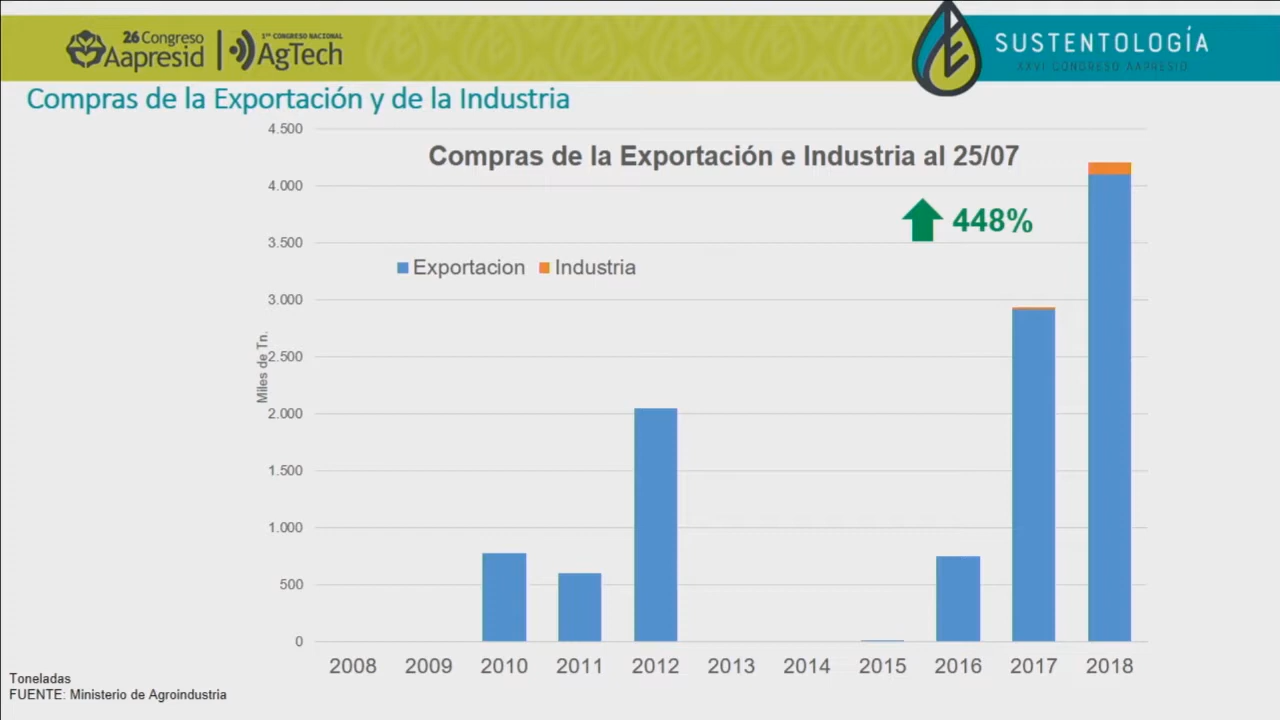 26 Congreso
Aapresid
1ER CONGRESO NACIONAL
AgTech
SUSTENTOLOGÍA
XXVI CONGRESO AAPRESID
Compras de la Exportación y de la Industria
Compras de la Exportación e Industria al 25/07
448%
Exportacion
Industria
Miles de Tn.
4.500
4.000
3.500
3.000
2.500
2.000
1.500
1.000
500
0
2008 2009 2010 2011 2012 2013 2014 2015 2016 2017 2018
Toneladas
FUENTE: Ministerio de Agroindustria